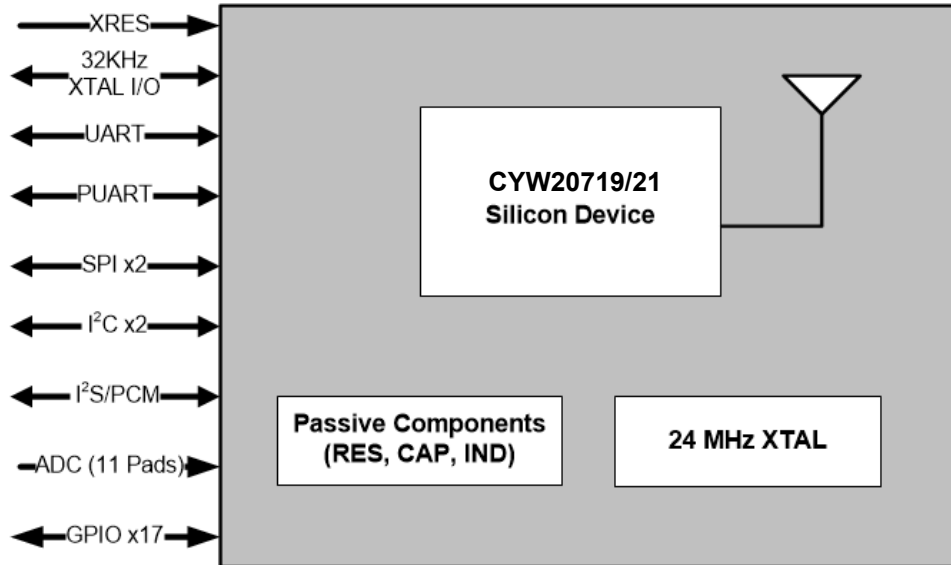 XRES
32KHz
XTAL I/O
UART
PUART
SPI x2
I²C x2
I²S/PCM
ADC (11 Pads)
GPIO x17
CYW20719/21
Silicon Device
Passive Components
(RES, CAP, IND)
24 MHz XTAL